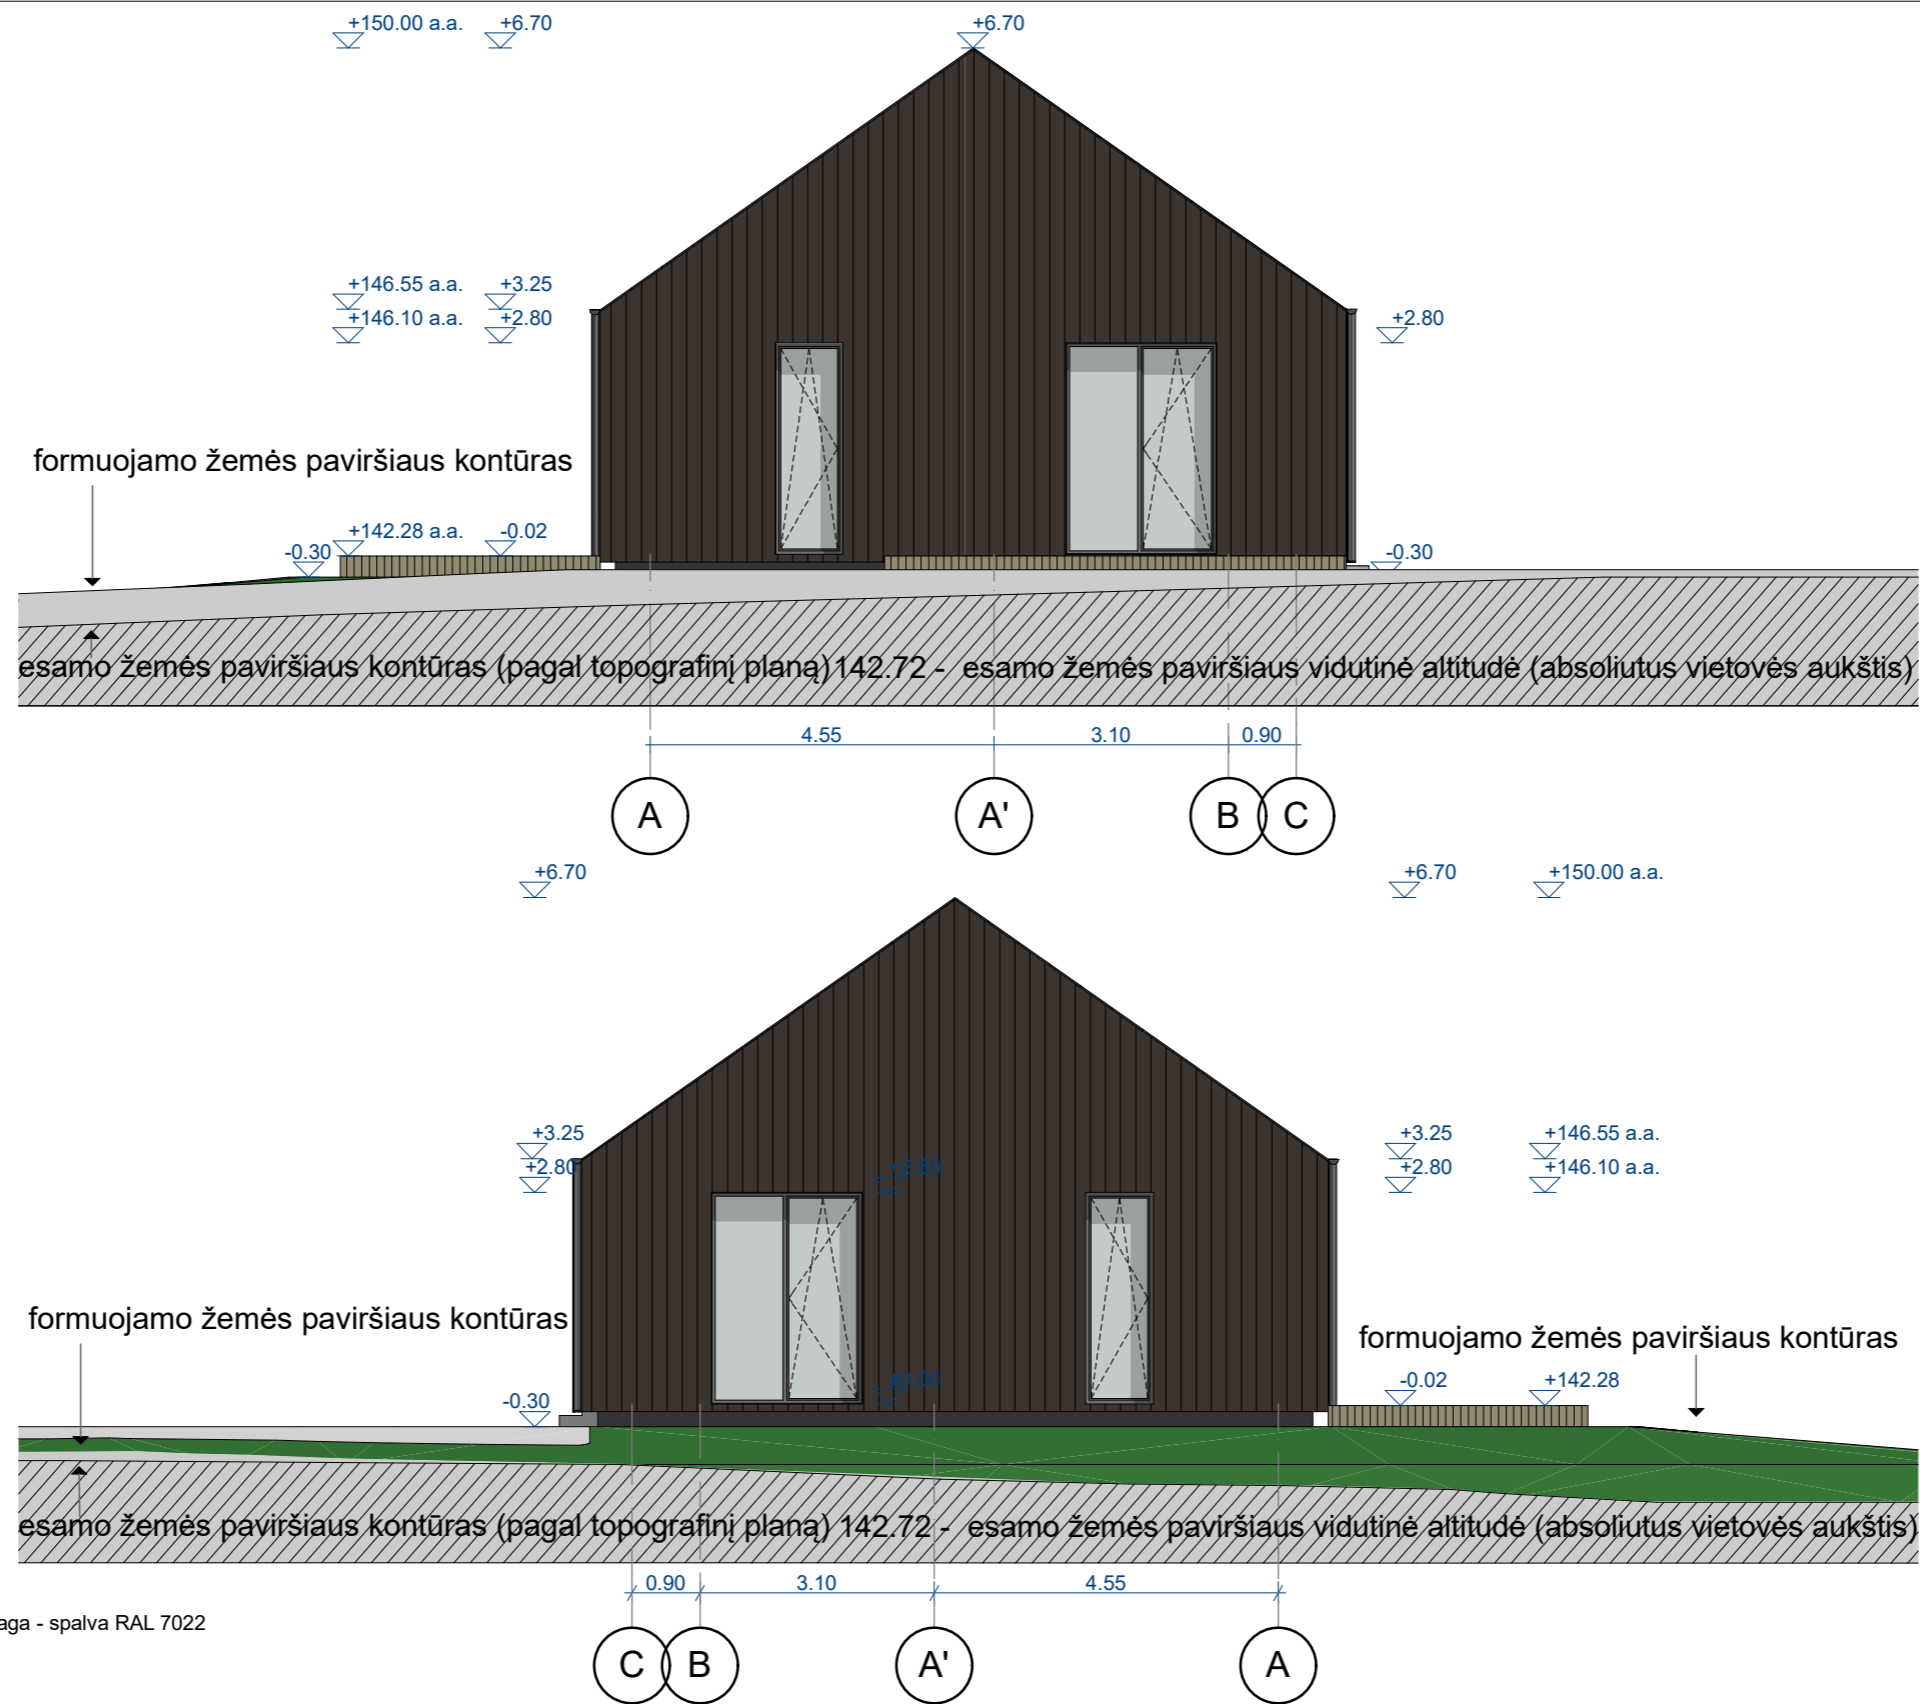 +150.00 a.a. +6.70 +6.70
+146.55 a.a. +3.25
+146.10 a.a. +2.80 +2.80
formuojamo žemės paviršiaus kontūras
+142.28 a.a. -0.02
-0.30 -0.30
esamo žemės paviršiaus kontūras (pagal topografinį planą) 142.72 - esamo žemės paviršiaus vidutinė altitudė (absoliutus vietovės aukštis)
4.55 3.10 0.90
A A' B C
+6.70 +6.70 +150.00 a.a.
+3.25 +3.25 +146.55 a.a.
+2.80 +2.80 +2.80 +146.10 a.a.
formuojamo žemės paviršiaus kontūras
formuojamo žemės paviršiaus kontūras
±0.00 -0.02 +142.28
-0.30
esamo žemės paviršiaus kontūras (pagal topografinį planą) 142.72 - esamo žemės paviršiaus vidutinė altitudė (absoliutus vietovės aukštis)
0.90 3.10 4.55
aga - spalva RAL 7022
C B A' A